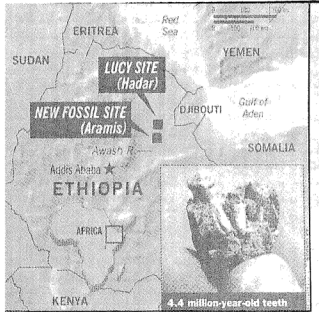 Red
Sea
ERITREA
SUDAN
YEMEN
LUCY SITE
(Hadar)
NEW FOSSIL SITE
(Aramis)
DJIBOUTI
Gulf of
Aden
Awash R.
SOMALIA
Addis Ababa
ETHIOPIA
AFRICA
KENYA
4.4 million-year-old teeth